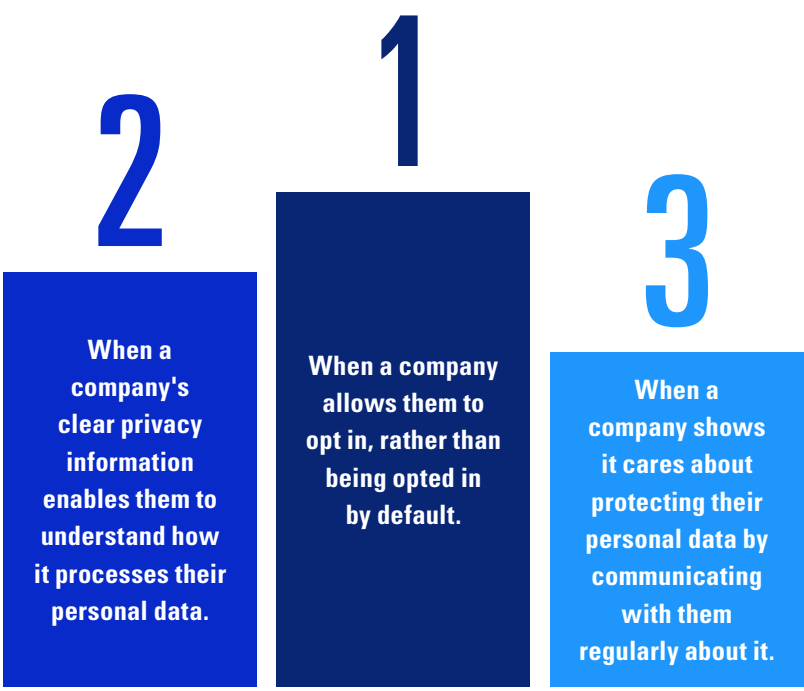 2
When a
company's
clear privacy
information
enables them to
understand how
it processes their
personal data.
1
When a company
allows them to
opt in, rather than
being opted in
by default.
3
When a
company shows
it cares about
protecting their
personal data by
communicating
with them
regularly about it.